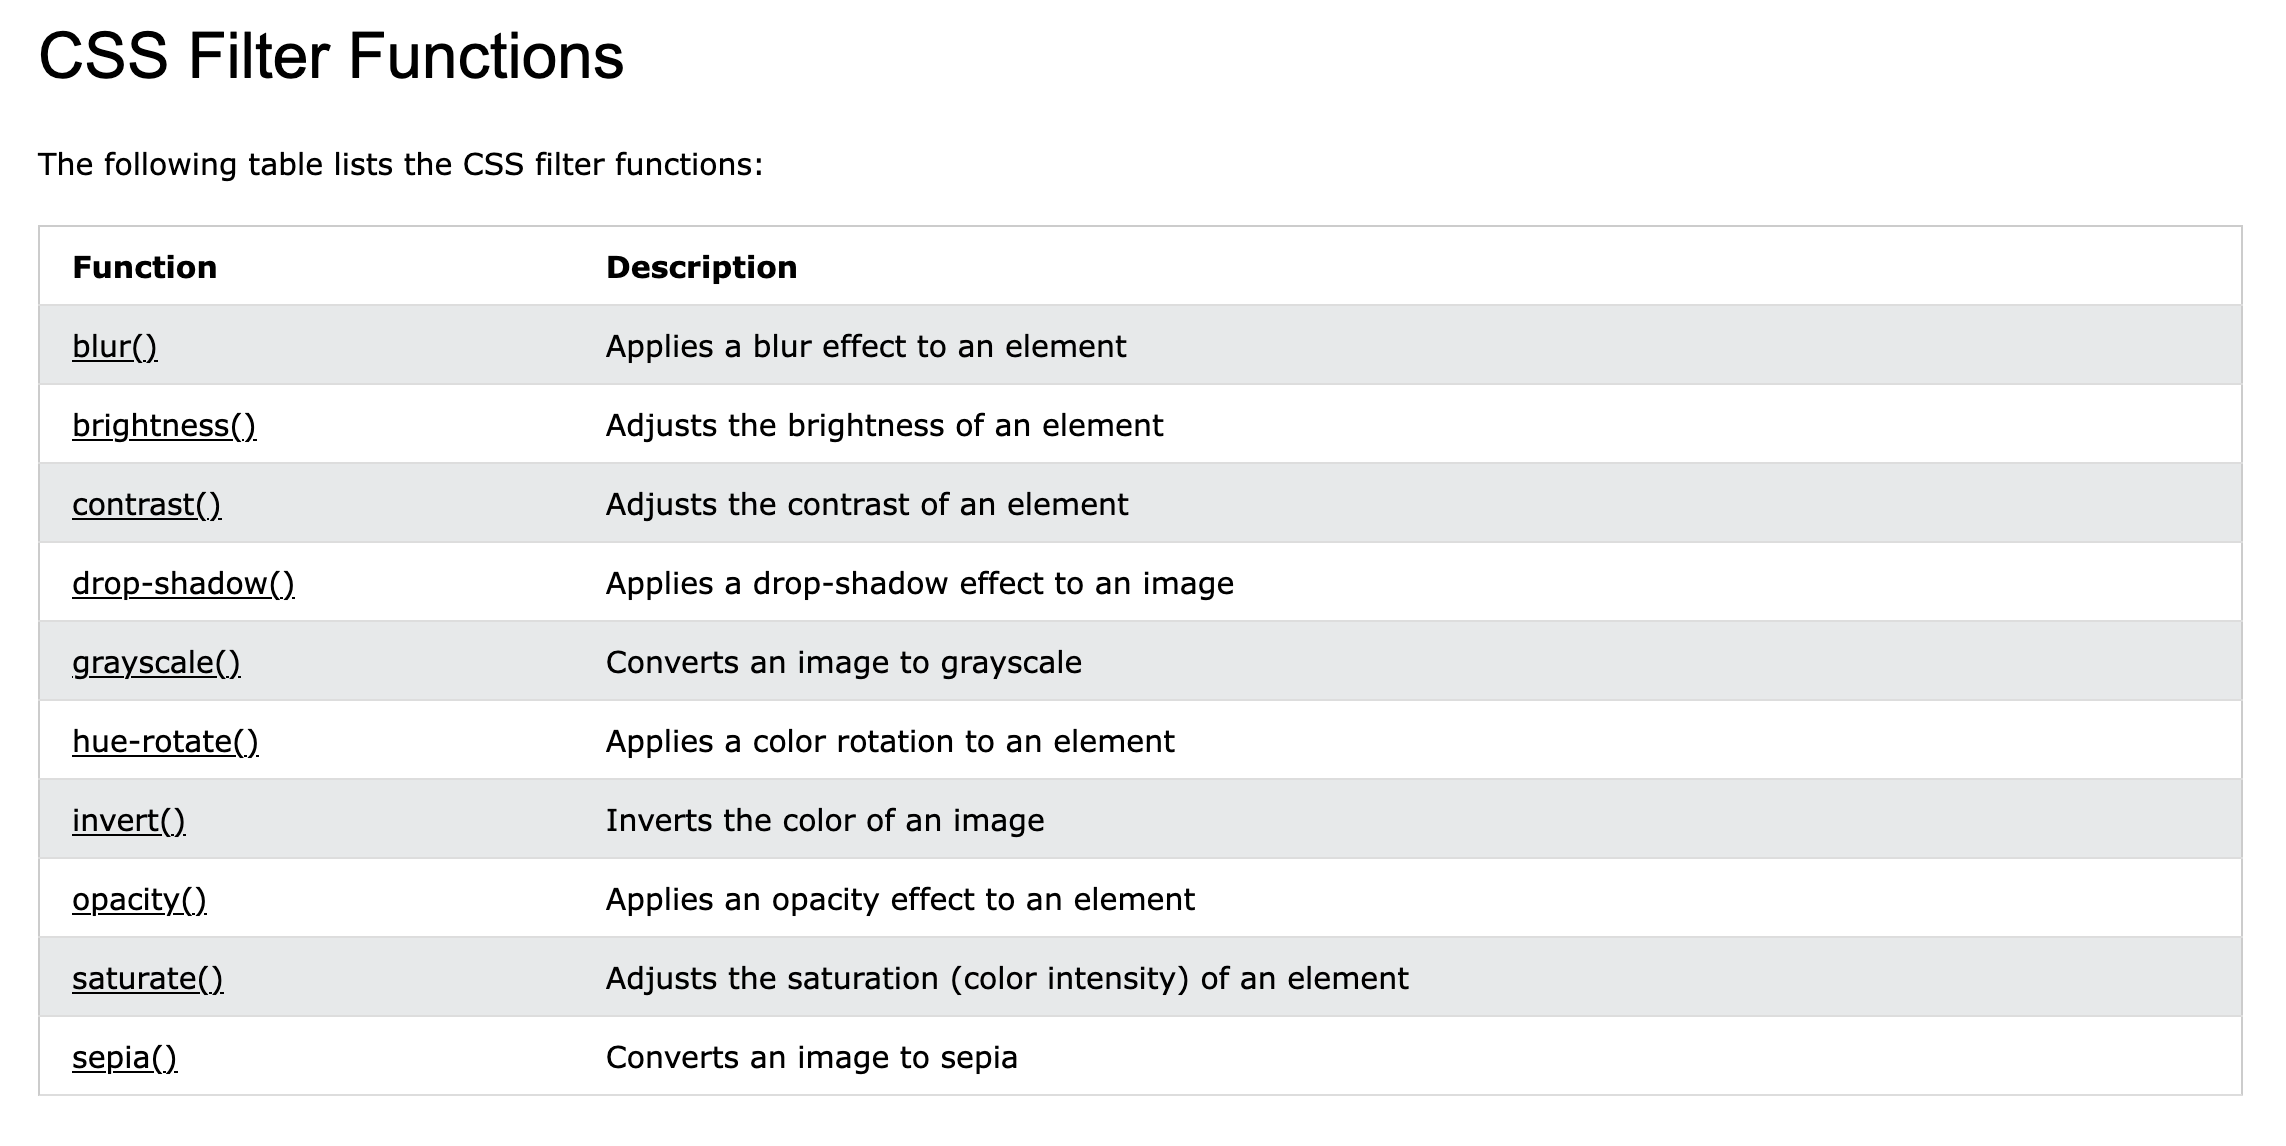 CSS Filter Functions
The following table lists the CSS filter functions:
Function Description
blur() Applies a blur effect to an element
brightness() Adjusts the brightness of an element
contrast() Adjusts the contrast of an element
drop-shadow() Applies a drop-shadow effect to an image
grayscale() Converts an image to grayscale
hue-rotate() Applies a color rotation to an element
invert() Inverts the color of an image
opacity() Applies an opacity effect to an element
saturate() Adjusts the saturation (color intensity) of an element
sepia() Converts an image to sepia